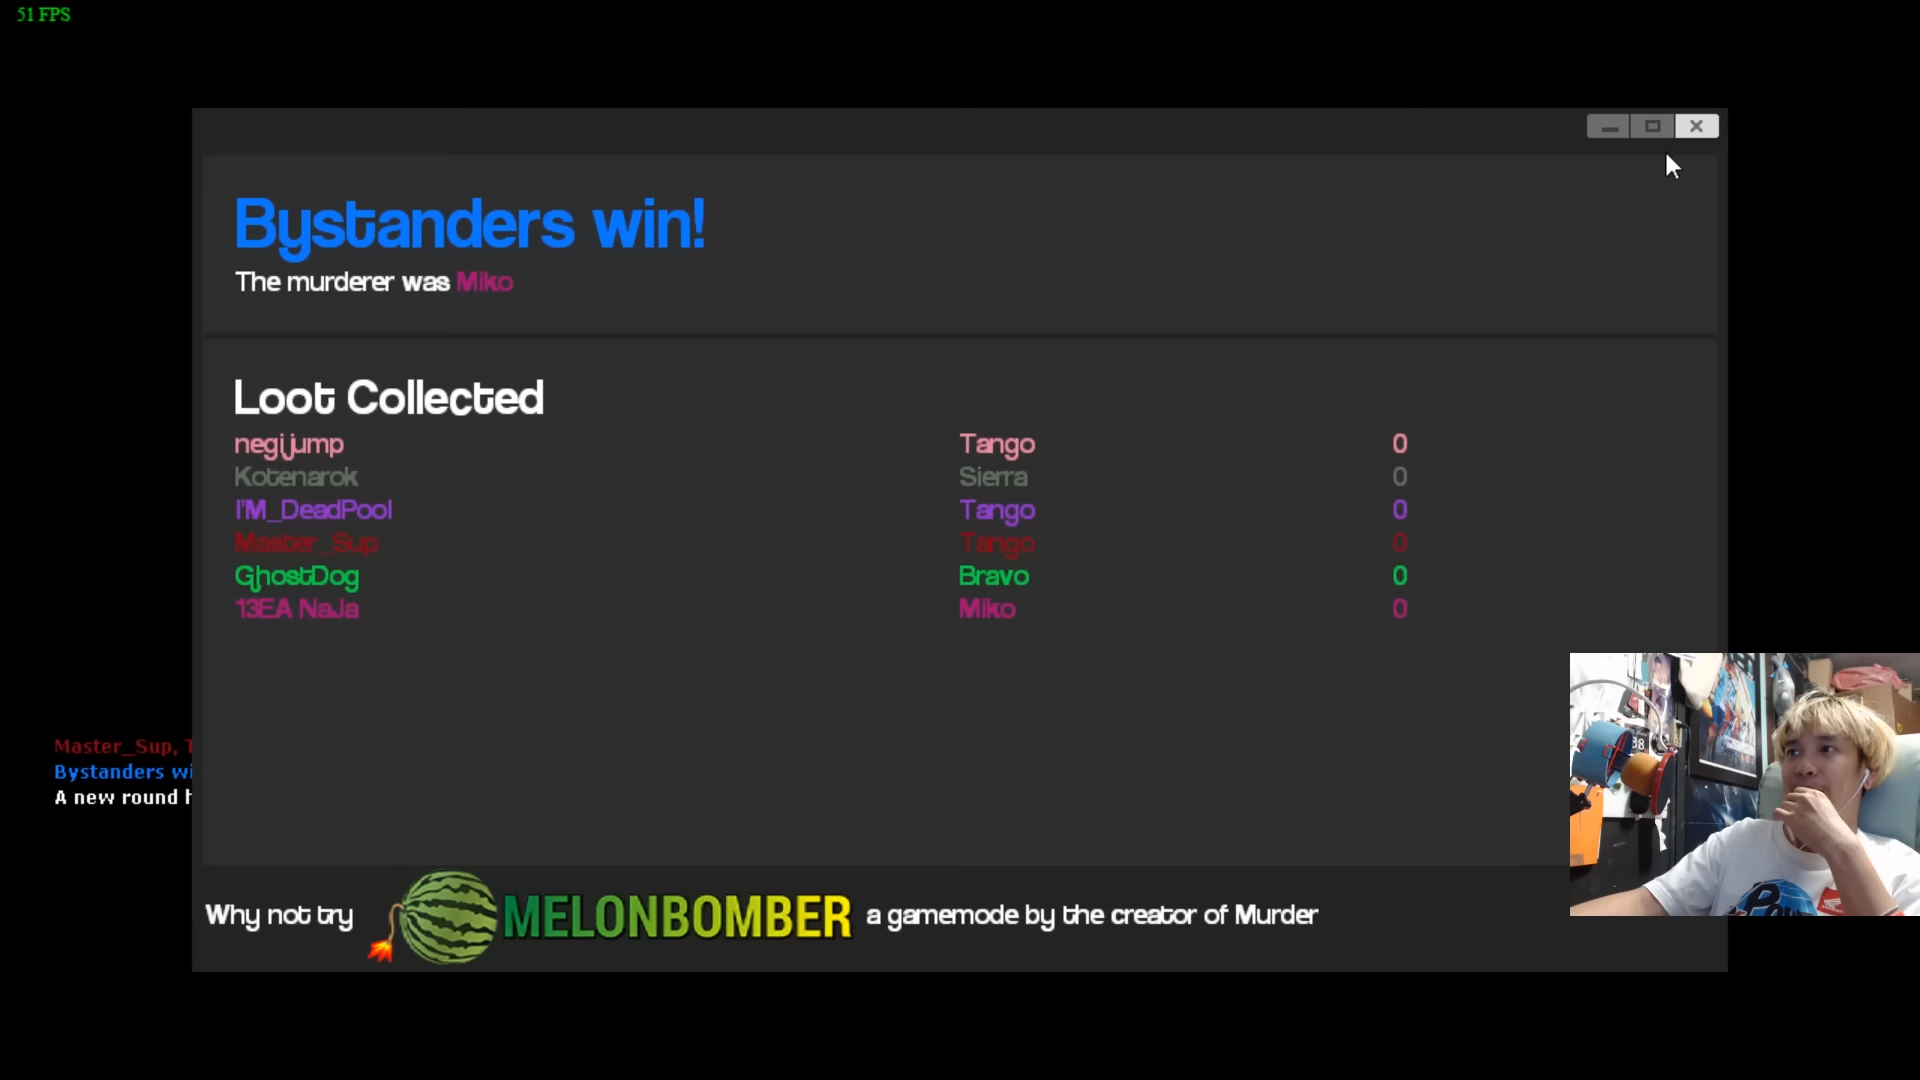 51 FPS
Bystanders win!
The murderer was Miko
Loot Collected
negijump Tango 0
Kotenarok Sierra 0
I'M_DeadPool Tango 0
Master_Sup Tango 0
GhostDog Bravo 0
13EA NaJa Miko 0
Master_Sup, T
Bystanders wi
A new round h
Why not try MELONBOMBER a gamemode by the creator of Murder